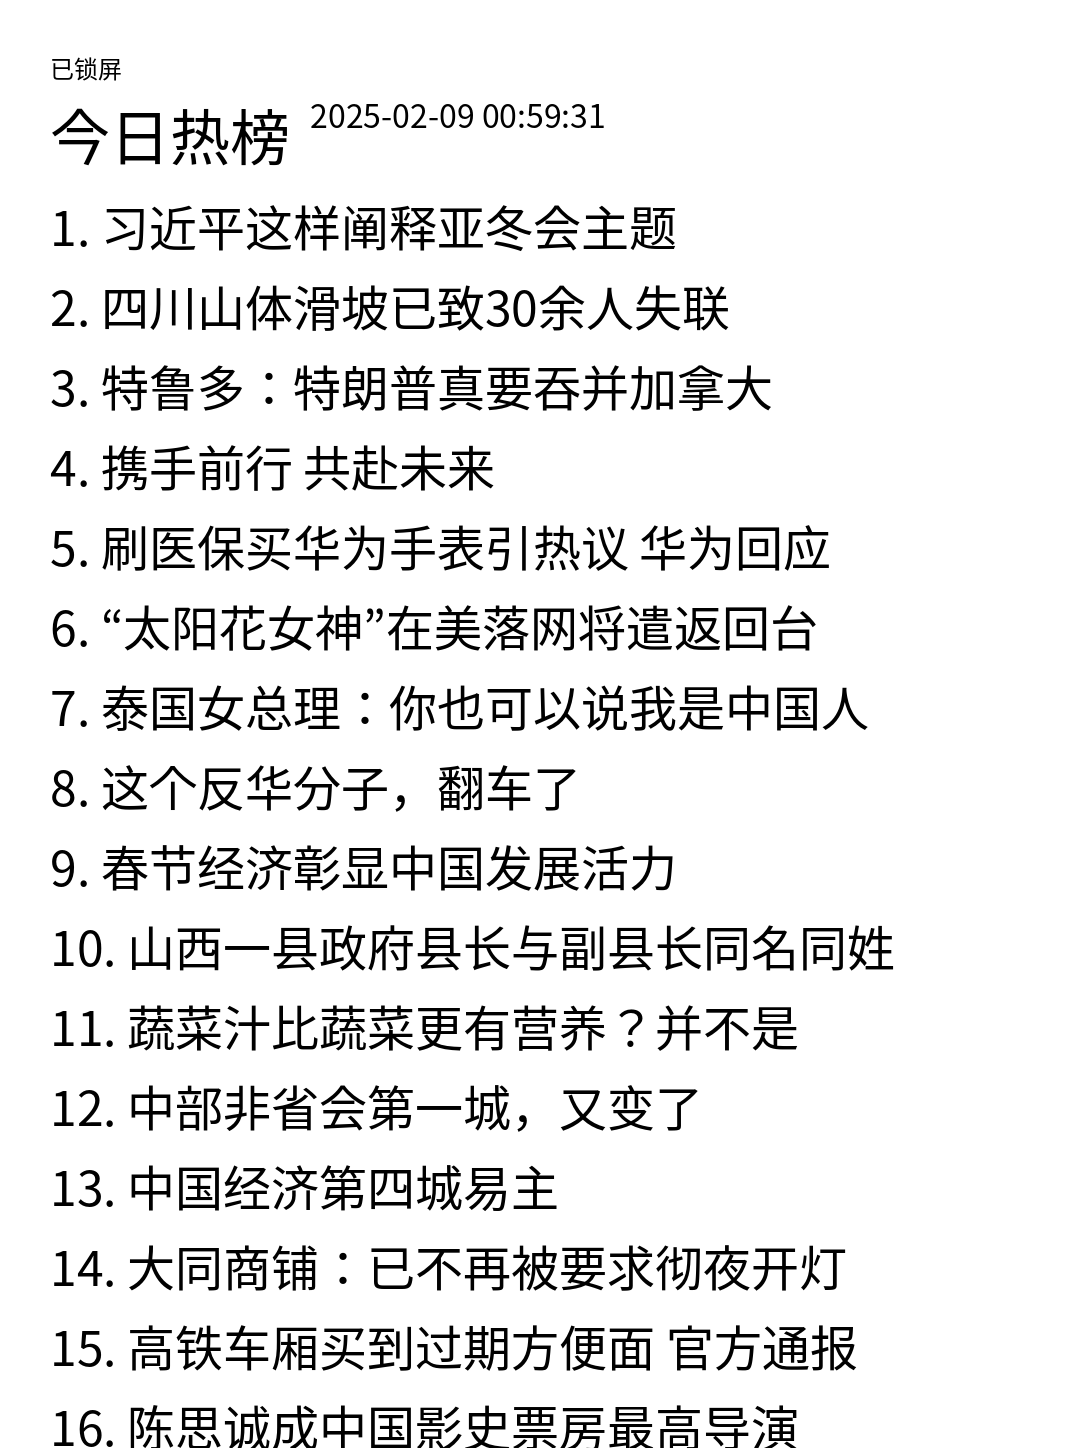 已锁屏
今日热榜 2025-02-09 00:59:31
1. 习近平这样阐释亚冬会主题
2. 四川山体滑坡已致30余人失联
3. 特鲁多：特朗普真要吞并加拿大
4. 携手前行 共赴未来
5. 刷医保买华为手表引热议 华为回应
6. “太阳花女神”在美落网将遣返回台
7. 泰国女总理：你也可以说我是中国人
8. 这个反华分子，翻车了
9. 春节经济彰显中国发展活力
10. 山西一县政府县长与副县长同名同姓
11. 蔬菜汁比蔬菜更有营养？并不是
12. 中部非省会第一城，又变了
13. 中国经济第四城易主
14. 大同商铺：已不再被要求彻夜开灯
15. 高铁车厢买到过期方便面 官方通报
16. 陈思诚成中国影史票房最高导演